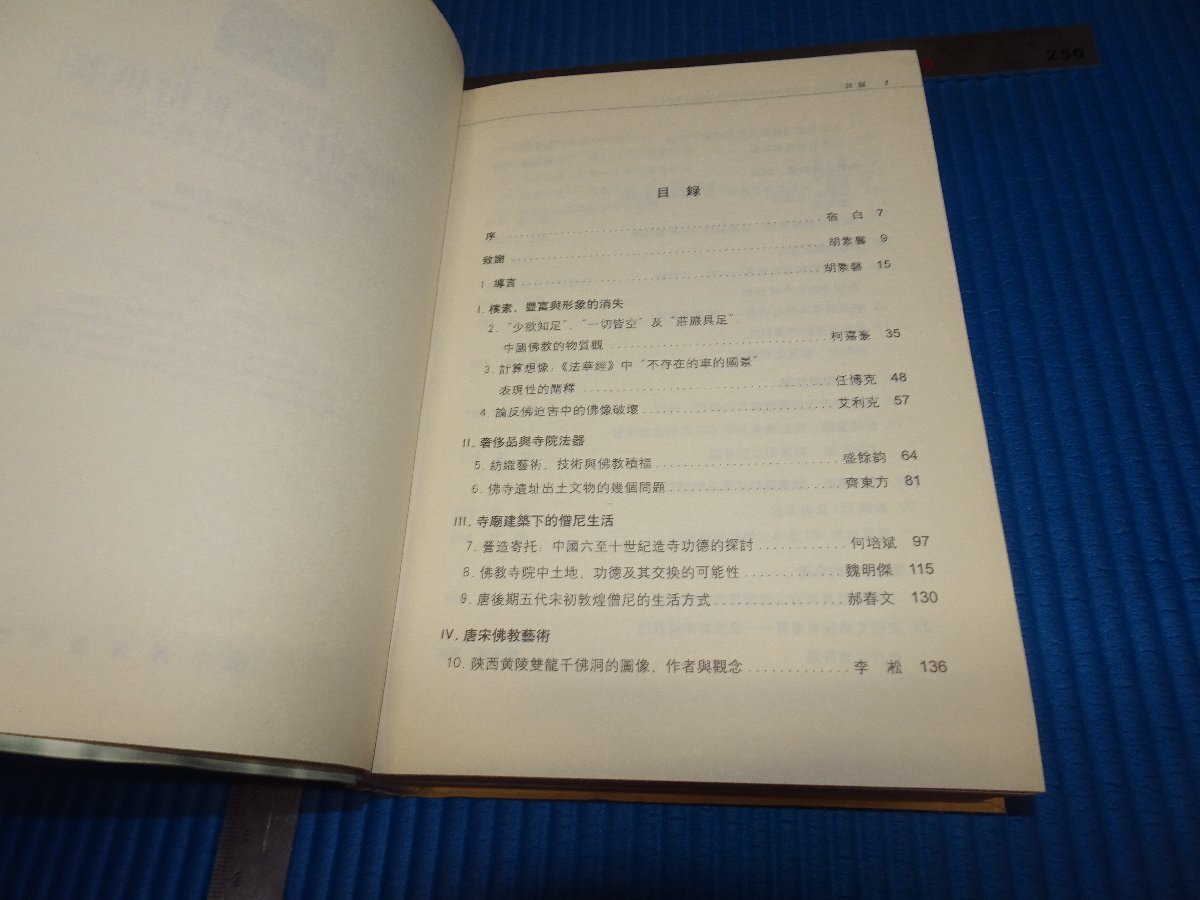 250
目錄 1
目 錄
序 宿 白 7
致謝 胡素馨 9
1. 導言 胡素馨 15
I. 樸素，豐富與形象的消失
2. “少欲知足”、“一切皆空”及“莊嚴具足”：
中國佛教的物質觀 柯嘉豪 35
3. 計算想像：《法華經》中“不存在的車的圖景”
表現性的闡釋 任博克 48
4. 論反佛迫害中的佛像破壞 艾利克 57
II. 奢侈品與寺院法器
5. 紡織藝術、技術與佛教積福 盛餘韵 64
6. 佛寺遺址出土文物的幾個問題 齊東方 81
III. 寺廟建築下的僧尼生活
7. 營造寄托：中國六至十世紀造寺功德的探討 何培斌 97
8. 佛教寺院中土地、功德及其交換的可能性 魏明傑 115
9. 唐後期五代宋初敦煌僧尼的生活方式 郝春文 130
IV. 唐宋佛教藝術
10. 陝西黄陵雙龍千佛洞的圖像、作者與觀念 李 凇 136